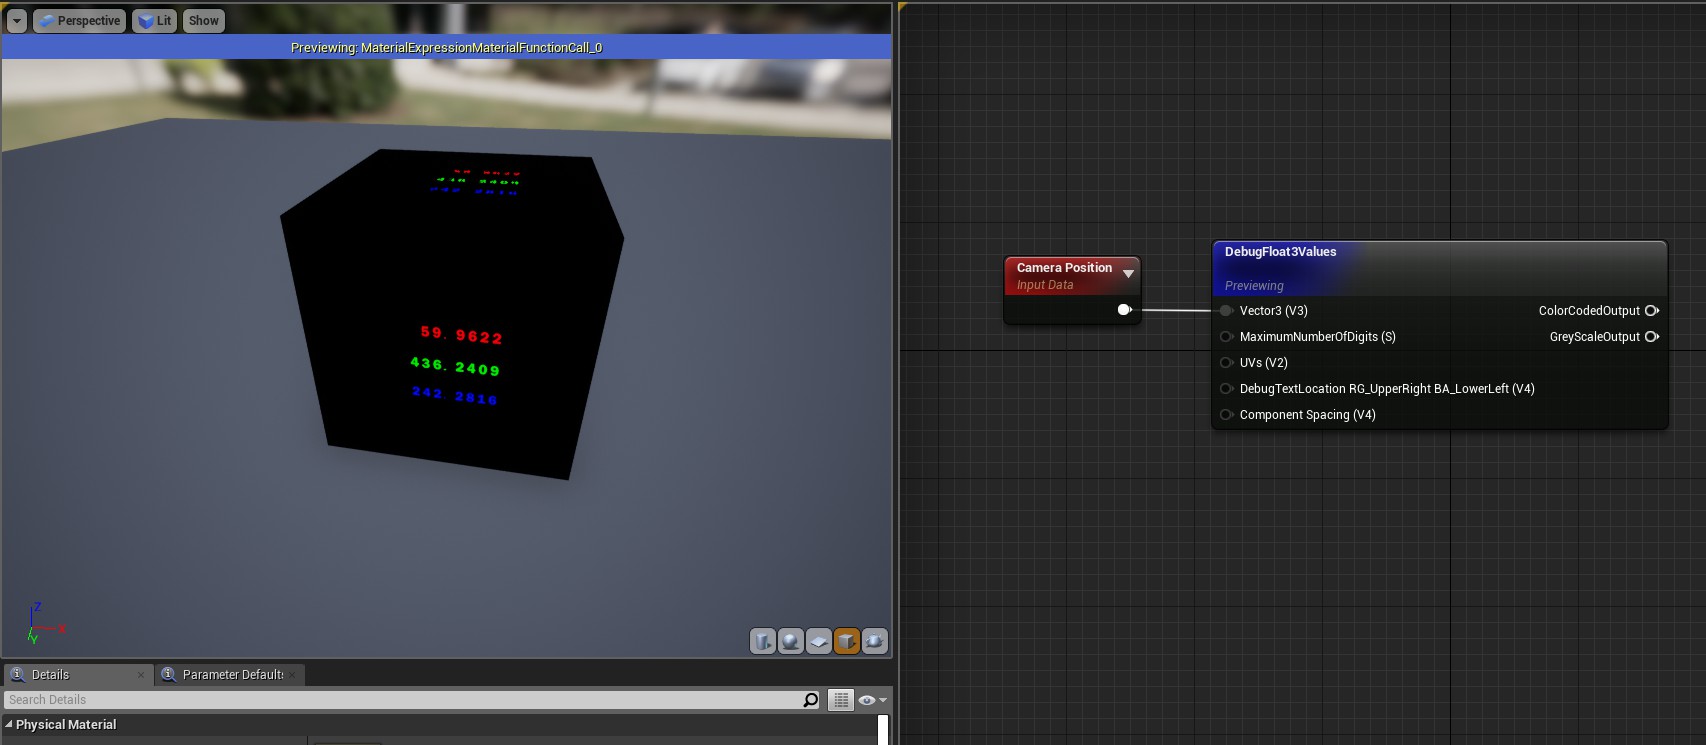 Perspective Lit Show
Previewing: MaterialExpressionMaterialFunctionCall_0
59. 9622
436. 2409
242. 2816
Z
X
Y
Details Parameter Default
Search Details
Physical Material
Camera Position
Input Data
DebugFloat3Values
Previewing
Vector3 (V3) ColorCodedOutput
MaximumNumberOfDigits (S) GreyScaleOutput
UVs (V2)
DebugTextLocation RG_UpperRight BA_LowerLeft (V4)
Component Spacing (V4)